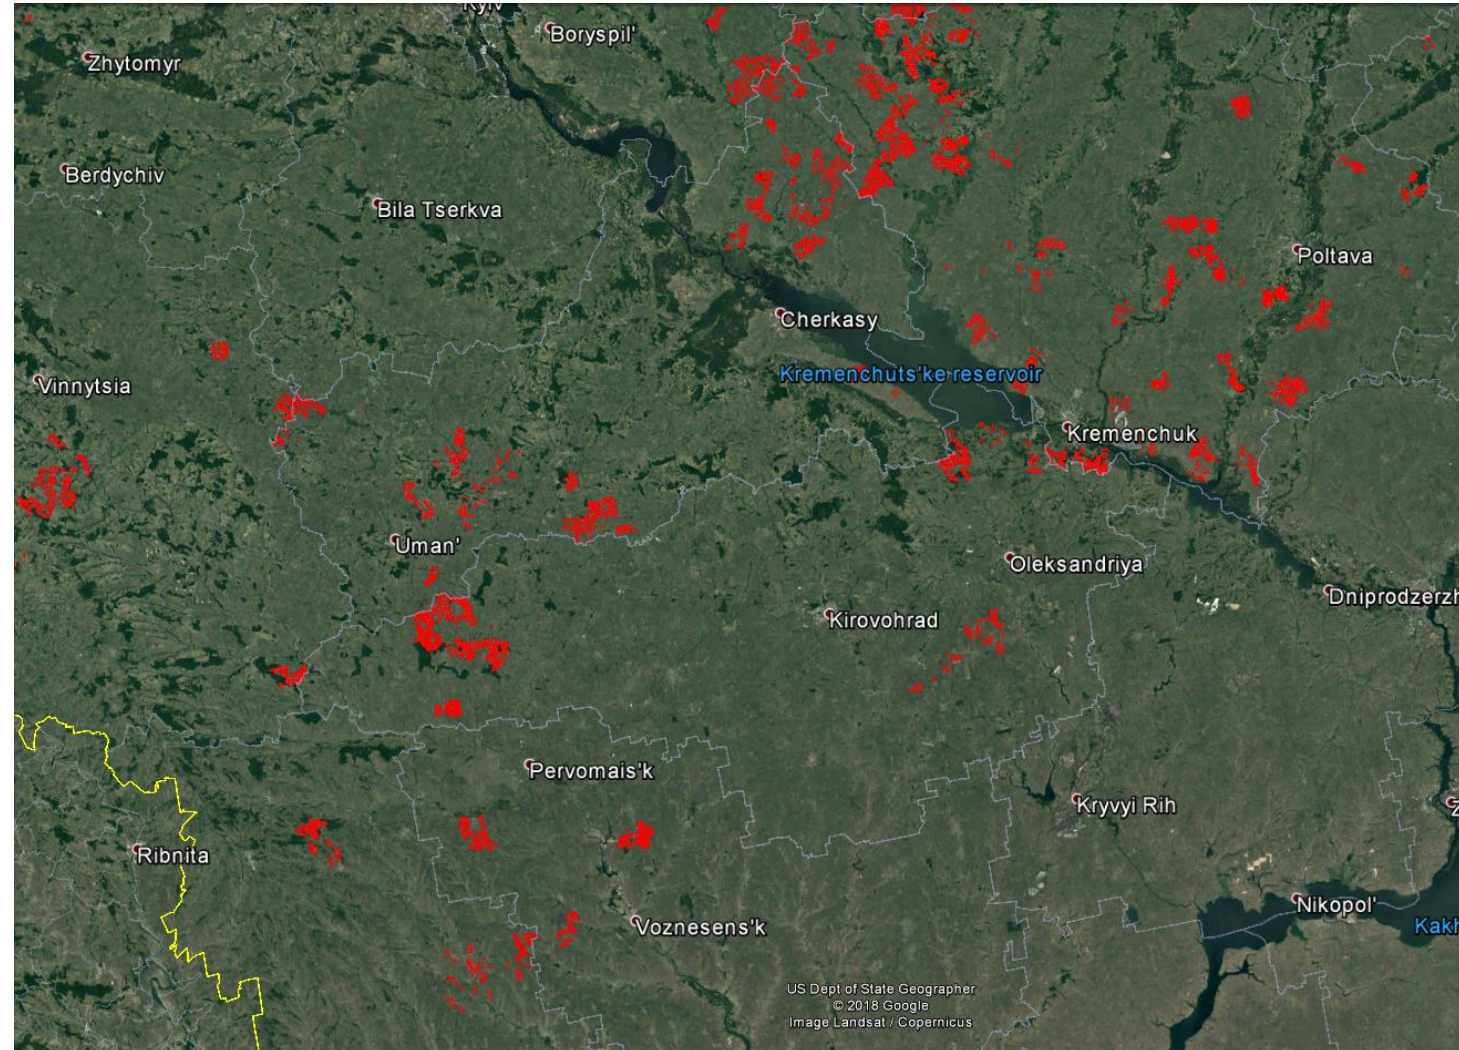 Kyiv
Boryspil'
Zhytomyr
Berdychiv
Bila Tserkva
Poltava
Cherkasy
Kremenchuts'ke reservoir
Vinnytsia
Kremenchuk
Uman'
Oleksandriya
Dniprodzerzh
Kirovohrad
Pervomais'k
Kryvyi Rih
Z
Ribnita
Nikopol'
Voznesens'k
Kakh
US Dept of State Geographer
© 2018 Google
Image Landsat / Copernicus